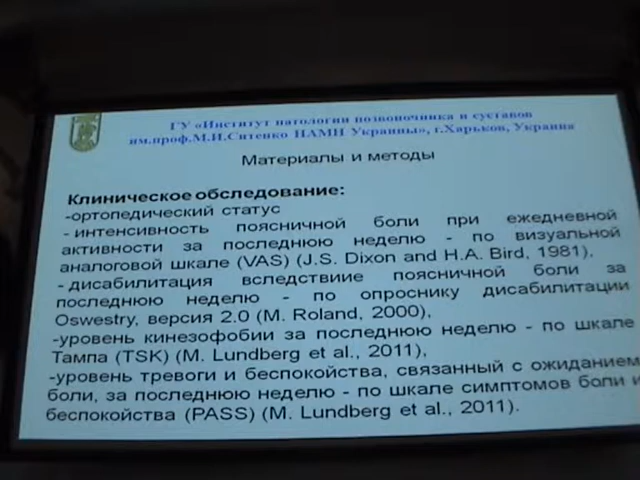 ГУ «Институт патологии позвоночника и суставов
им.проф.М.И.Ситенко НАМН Украины», г.Харьков, Украина
Материалы и методы
Клиническое обследование:
-ортопедический статус
- интенсивность поясничной боли при ежедневной
активности за последнюю неделю - по визуальной
аналоговой шкале (VAS) (J.S. Dixon and H.A. Bird, 1981),
- дисабилитация вследствиие поясничной боли за
последнюю неделю - по опроснику дисабилитации
Oswestry, версия 2.0 (M. Roland, 2000),
-уровень кинезофобии за последнюю неделю - по шкале
Тампа (TSK) (M. Lundberg et al., 2011),
-уровень тревоги и беспокойства, связанный с ожиданием
боли, за последнюю неделю - по шкале симптомов боли и
беспокойства (PASS) (M. Lundberg et al., 2011).